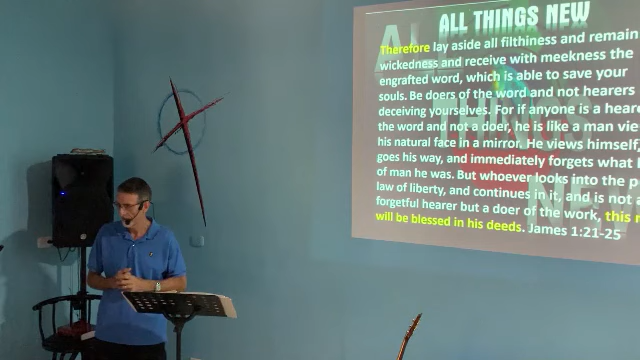 ALL THINGS NEW
Therefore lay aside all filthiness and remain
wickedness and receive with meekness the
engrafted word, which is able to save your
souls. Be doers of the word and not hearers
deceiving yourselves. For if anyone is a heare
the word and not a doer, he is like a man vie
his natural face in a mirror. He views himself,
goes his way, and immediately forgets what
of man he was. But whoever looks into the p
law of liberty, and continues in it, and is not a
forgetful hearer but a doer of the work, this
will be blessed in his deeds. James 1:21-25